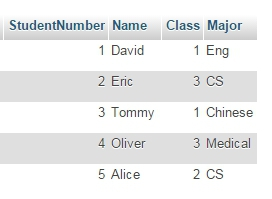 StudentNumber Name Class Major
1 David 1 Eng
2 Eric 3 CS
3 Tommy 1 Chinese
4 Oliver 3 Medical
5 Alice 2 CS